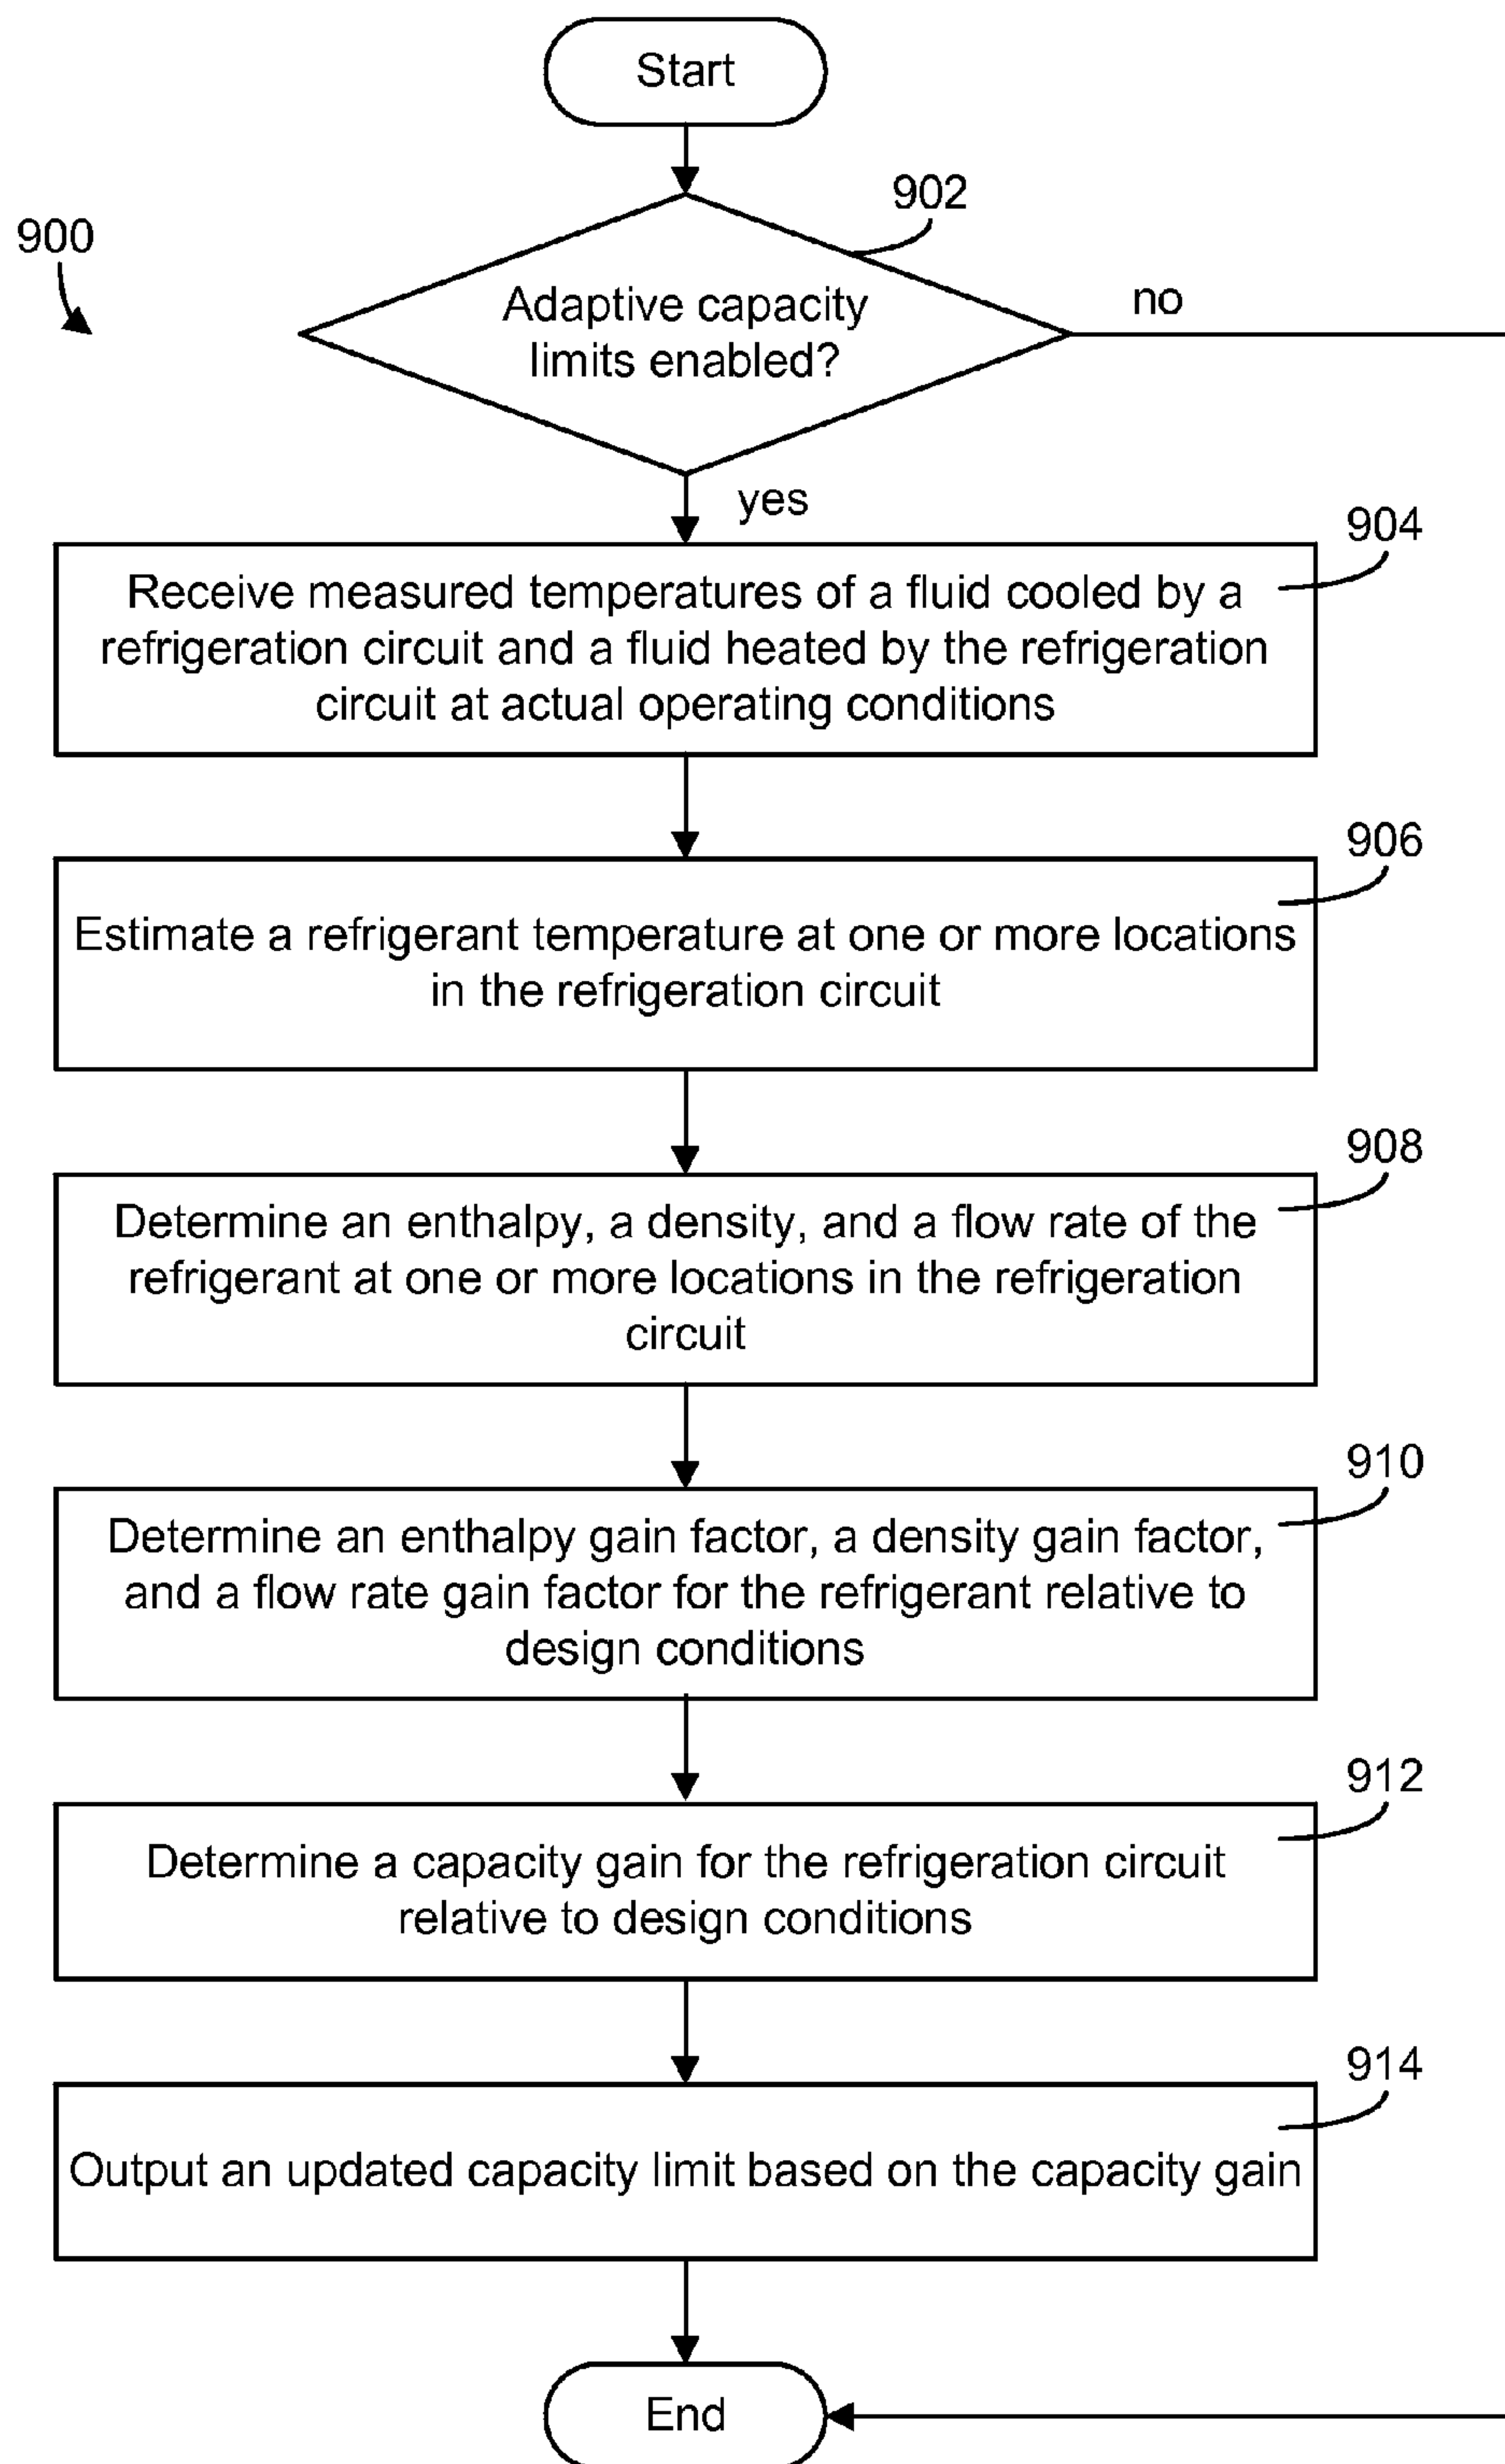 Start
902
900
Adaptive capacity
limits enabled?
no
yes
904
Receive measured temperatures of a fluid cooled by a
refrigeration circuit and a fluid heated by the refrigeration
circuit at actual operating conditions
906
Estimate a refrigerant temperature at one or more locations
in the refrigeration circuit
908
Determine an enthalpy, a density, and a flow rate of the
refrigerant at one or more locations in the refrigeration
circuit
910
Determine an enthalpy gain factor, a density gain factor,
and a flow rate gain factor for the refrigerant relative to
design conditions
912
Determine a capacity gain for the refrigeration circuit
relative to design conditions
914
Output an updated capacity limit based on the capacity gain
End